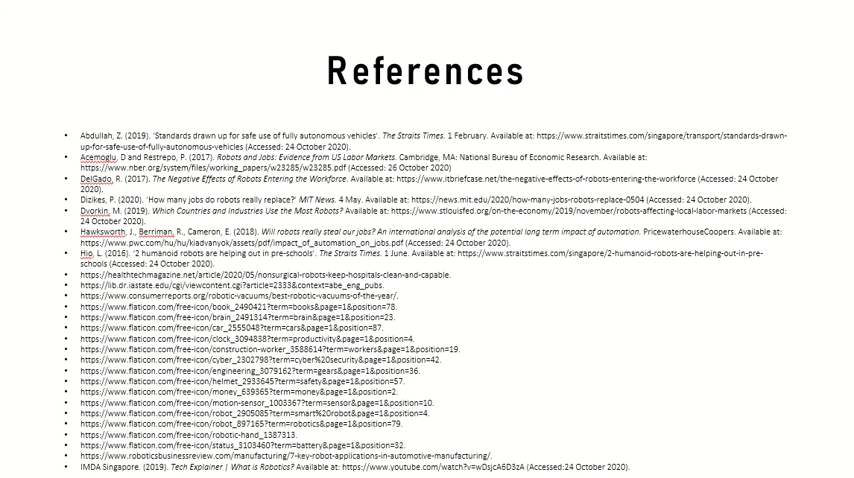 References
• Abdullah, Z. (2019). 'Standards drawn up for safe use of fully autonomous vehicles'. The Straits Times. 1 February. Available at: https://www.straitstimes.com/singapore/transport/standards-drawn-
up-for-safe-use-of-fully-autonomous-vehicles (Accessed: 24 October 2020).
• Acemoglu, D and Restrepo, P. (2017). Robots and Jobs: Evidence from US Labor Markets. Cambridge, MA: National Bureau of Economic Research. Available at:
https://www.nber.org/system/files/working_papers/w23285/w23285.pdf (Accessed: 26 October 2020)
• DelGado, R. (2017). The Negative Effects of Robots Entering the Workforce. Available at: https://www.itbriefcase.net/the-negative-effects-of-robots-entering-the-workforce (Accessed: 24 October
2020).
• Dizikes, P. (2020). 'How many jobs do robots really replace?' MIT News. 4 May. Available at: https://news.mit.edu/2020/how-many-jobs-robots-replace-0504 (Accessed: 24 October 2020).
• Dvorkin, M. (2019). Which Countries and Industries Use the Most Robots? Available at: https://www.stlouisfed.org/on-the-economy/2019/november/robots-affecting-local-labor-markets (Accessed:
24 October 2020).
• Hawksworth, J., Berriman, R., Cameron, E. (2018). Will robots really steal our jobs? An international analysis of the potential long term impact of automation. PricewaterhouseCoopers. Available at:
https://www.pwc.com/hu/hu/kiadvanyok/assets/pdf/impact_of_automation_on_jobs.pdf (Accessed: 24 October 2020).
• Hio, L. (2016). '2 humanoid robots are helping out in pre-schools'. The Straits Times. 1 June. Available at: https://www.straitstimes.com/singapore/2-humanoid-robots-are-helping-out-in-pre-
schools (Accessed: 24 October 2020).
• https://healthtechmagazine.net/article/2020/05/nonsurgical-robots-keep-hospitals-clean-and-capable.
• https://lib.dr.iastate.edu/cgi/viewcontent.cgi?article=2333&context=abe_eng_pubs.
• https://www.consumerreports.org/robotic-vacuums/best-robotic-vacuums-of-the-year/.
• https://www.flaticon.com/free-icon/book_2490421?term=books&page=1&position=78.
• https://www.flaticon.com/free-icon/brain_2491314?term=brain&page=1&position=23.
• https://www.flaticon.com/free-icon/car_2555048?term=cars&page=1&position=87.
• https://www.flaticon.com/free-icon/clock_3094838?term=productivity&page=1&position=4.
• https://www.flaticon.com/free-icon/construction-worker_3588614?term=workers&page=1&position=19.
• https://www.flaticon.com/free-icon/cyber_2302798?term=cyber%20security&page=1&position=42.
• https://www.flaticon.com/free-icon/engineering_3079162?term=gears&page=1&position=36.
• https://www.flaticon.com/free-icon/helmet_2933645?term=safety&page=1&position=57.
• https://www.flaticon.com/free-icon/money_639365?term=money&page=1&position=2.
• https://www.flaticon.com/free-icon/motion-sensor_1003367?term=sensor&page=1&position=10.
• https://www.flaticon.com/free-icon/robot_2905085?term=smart%20robot&page=1&position=4.
• https://www.flaticon.com/free-icon/robot_897165?term=robotics&page=1&position=79.
• https://www.flaticon.com/free-icon/robotic-hand_1387313.
• https://www.flaticon.com/free-icon/status_3103460?term=battery&page=1&position=32.
• https://www.roboticsbusinessreview.com/manufacturing/7-key-robot-applications-in-automotive-manufacturing/.
• IMDA Singapore. (2019). Tech Explainer | What is Robotics? Available at: https://www.youtube.com/watch?v=wDsjcA6D3zA (Accessed:24 October 2020).